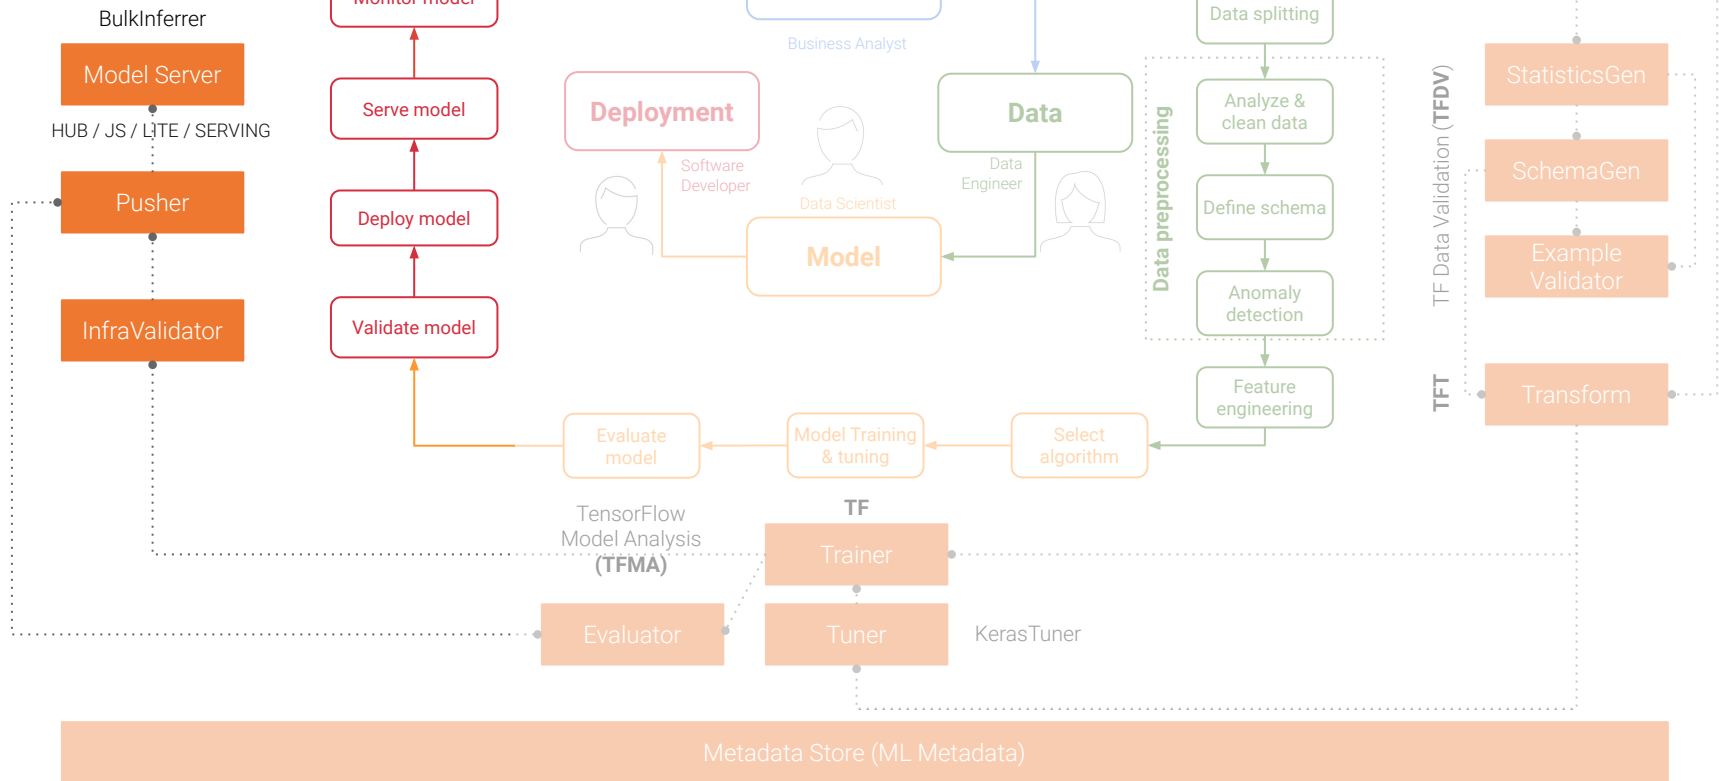 BulkInferrer
Model Server
HUB / JS / LITE / SERVING
Pusher
InfraValidator
Monitor model
Serve model
Deploy model
Validate model
Business Analyst
Deployment
Software
Developer
Data Scientist
Data
Data
Engineer
Model
Data splitting
Data preprocessing
Analyze &
clean data
Define schema
Anomaly
detection
Feature
engineering
Select
algorithm
Model Training
& tuning
Evaluate
model
TF Data Validation (TFDV)
StatisticsGen
SchemaGen
Example
Validator
TFT
Transform
TensorFlow
Model Analysis
(TFMA)
TF
Trainer
Evaluator
Tuner
KerasTuner
Metadata Store (ML Metadata)